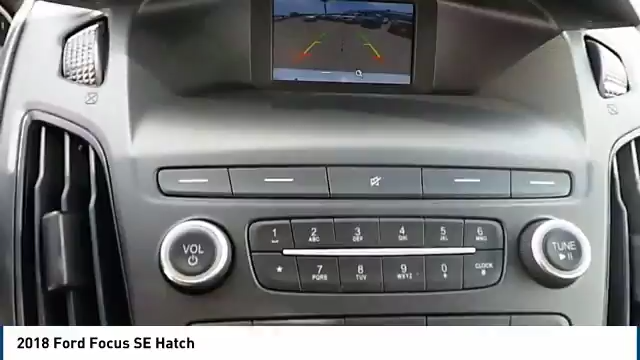 VOL
1 2 ABC 3 DEF 4 GHI 5 JKL 6 MNO
TUNE
* 7 PQRS 8 TUV 9 WXYZ 0 + CLOCK #
2018 Ford Focus SE Hatch